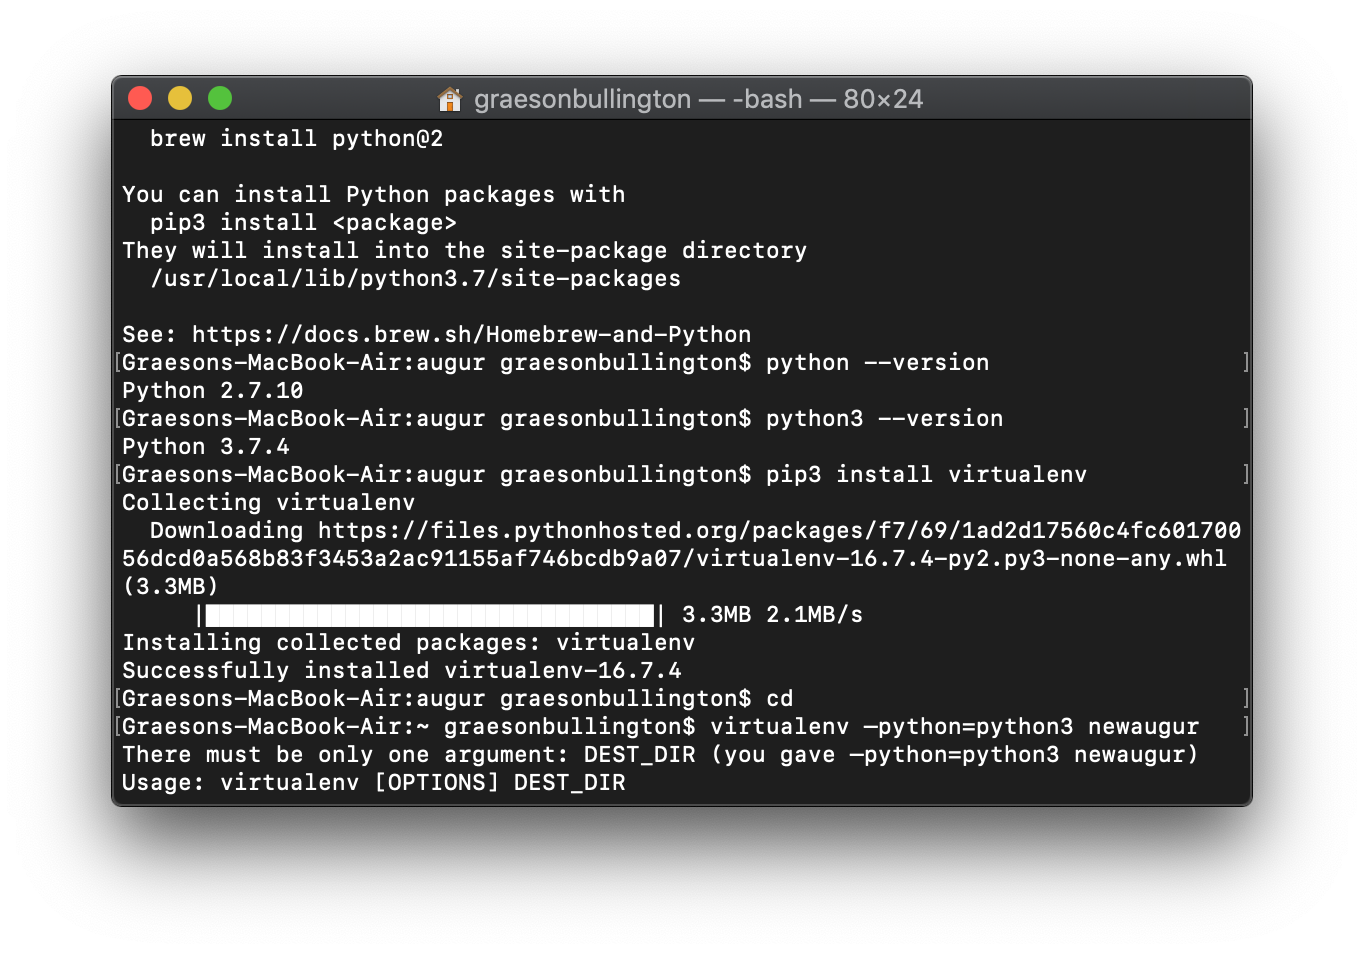 graesonbullington — -bash — 80×24
brew install python@2
You can install Python packages with
pip3 install <package>
They will install into the site-package directory
/usr/local/lib/python3.7/site-packages
See: https://docs.brew.sh/Homebrew-and-Python
[Graesons-MacBook-Air:augur graesonbullington$ python --version ]
Python 2.7.10
[Graesons-MacBook-Air:augur graesonbullington$ python3 --version ]
Python 3.7.4
[Graesons-MacBook-Air:augur graesonbullington$ pip3 install virtualenv ]
Collecting virtualenv
Downloading https://files.pythonhosted.org/packages/f7/69/1ad2d17560c4fc601700
56dcd0a568b83f3453a2ac91155af746bcdb9a07/virtualenv-16.7.4-py2.py3-none-any.whl
(3.3MB)
|████████████████████████████████| 3.3MB 2.1MB/s
Installing collected packages: virtualenv
Successfully installed virtualenv-16.7.4
[Graesons-MacBook-Air:augur graesonbullington$ cd ]
[Graesons-MacBook-Air:~ graesonbullington$ virtualenv —python=python3 newaugur ]
There must be only one argument: DEST_DIR (you gave —python=python3 newaugur)
Usage: virtualenv [OPTIONS] DEST_DIR